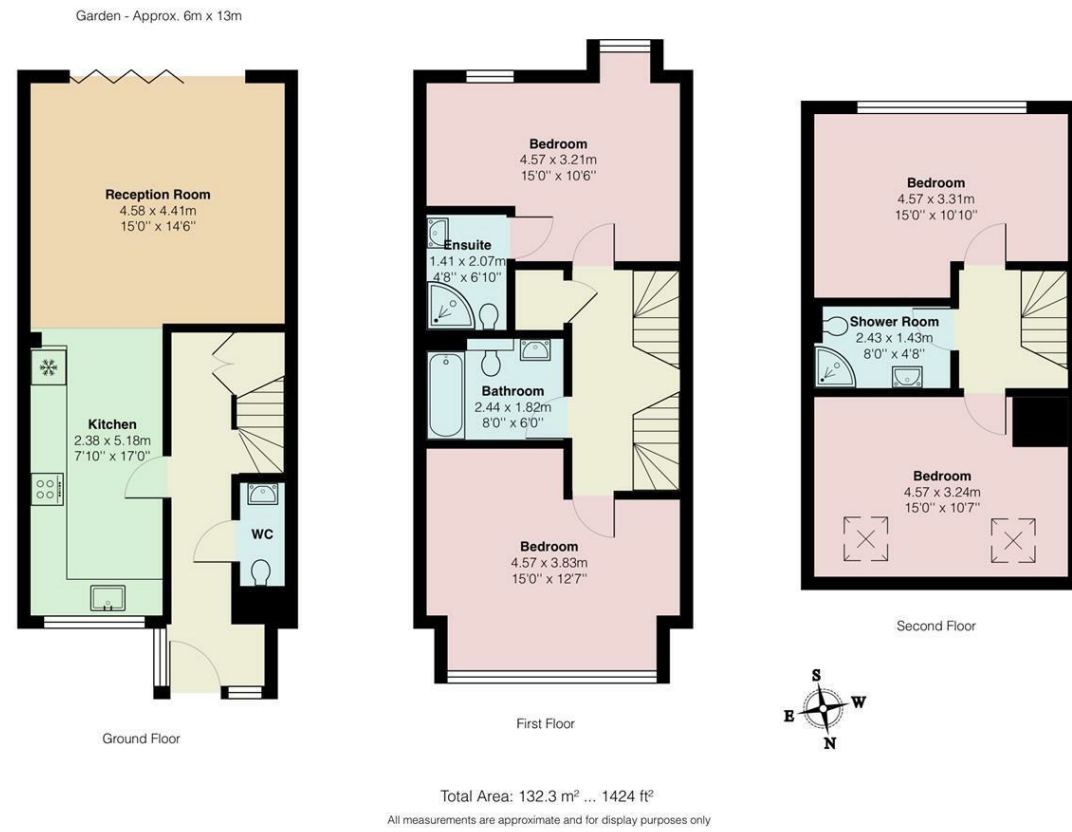 Garden - Approx. 6m x 13m
Reception Room
4.58 x 4.41m
15'0'' x 14'6''
Kitchen
2.38 x 5.18m
7'10'' x 17'0''
WC
Ground Floor
Bedroom
4.57 x 3.21m
15'0'' x 10'6''
Ensuite
1.41 x 2.07m
4'8'' x 6'10''
Bathroom
2.44 x 1.82m
8'0'' x 6'0''
Bedroom
4.57 x 3.83m
15'0'' x 12'7''
First Floor
Bedroom
4.57 x 3.31m
15'0'' x 10'10''
Shower Room
2.43 x 1.43m
8'0'' x 4'8''
Bedroom
4.57 x 3.24m
15'0'' x 10'7''
Second Floor
S
E
W
N
Total Area: 132.3 m² ... 1424 ft²
All measurements are approximate and for display purposes only